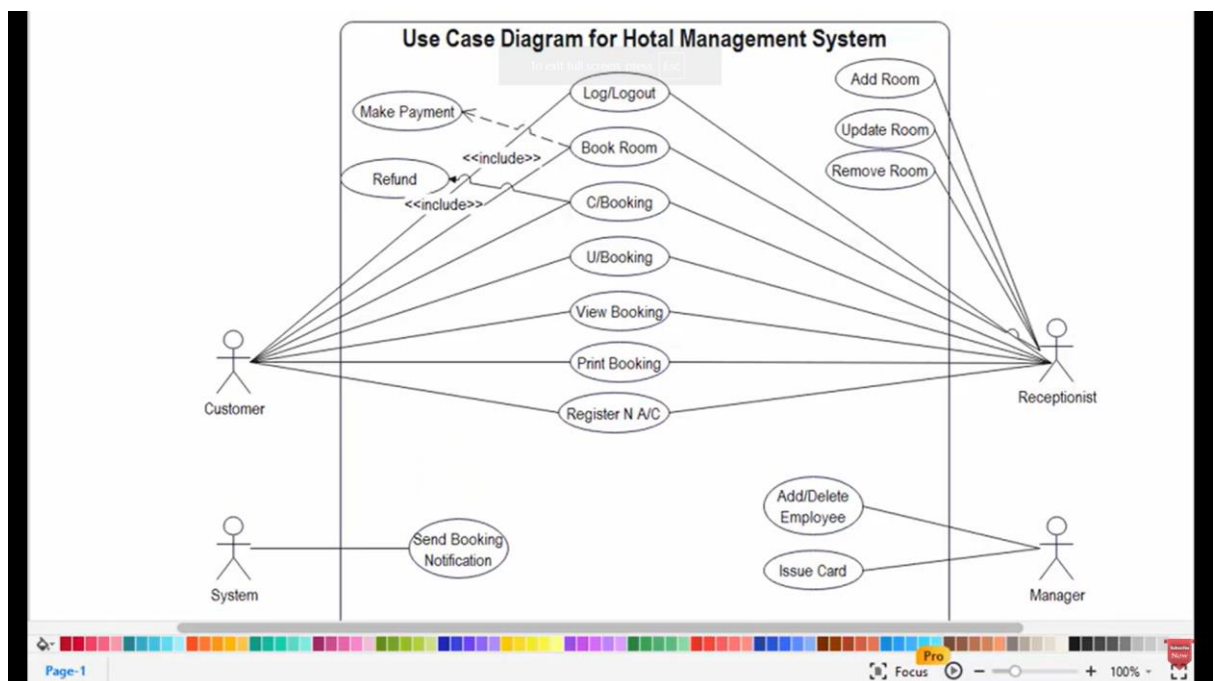 Use Case Diagram for Hotal Management System
To exit full screen, press Esc
Log/Logout
Add Room
Make Payment
Update Room
Book Room
<<include>>
Remove Room
Refund
<<include>>
C/Booking
U/Booking
View Booking
Print Booking
Customer
Receptionist
Register N A/C
Add/Delete
Employee
Send Booking
Notification
Issue Card
System
Manager
Page-1
Pro
Focus
100%
Subscribe
Now